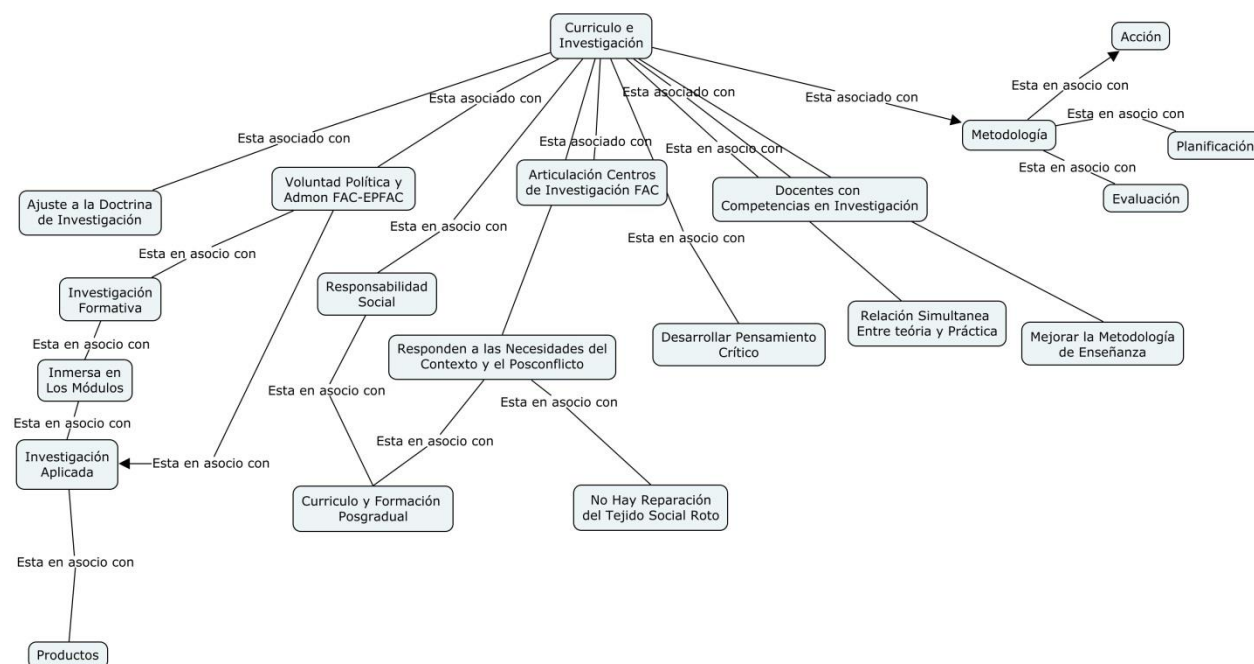 Curriculo e
Investigación
Acción
Esta en asocio con
Esta asociado con
Esta asociado con
Esta asociado con
Esta en asocio con
Metodología
Planificación
Esta asociado con
Esta asociado con
Esta en asocio con
Esta en asocio con
Evaluación
Ajuste a la Doctrina
de Investigación
Voluntad Política y
Admon FAC-EPFAC
Articulación Centros
de Investigación FAC
Docentes con
Competencias en Investigación
Esta en asocio con
Esta en asocio con
Esta en asocio con
Investigación
Formativa
Responsabilidad
Social
Relación Simultanea
Entre teória y Práctica
Desarrollar Pensamiento
Crítico
Mejorar la Metodología
de Enseñanza
Esta en asocio con
Responden a las Necesidades del
Contexto y el Posconflicto
Inmersa en
Los Módulos
Esta en asocio con
Esta en asocio con
Esta en asocio con
Esta en asocio con
Investigación
Aplicada
Esta en asocio con
Curriculo y Formación
Posgradual
No Hay Reparación
del Tejido Social Roto
Esta en asocio con
Productos